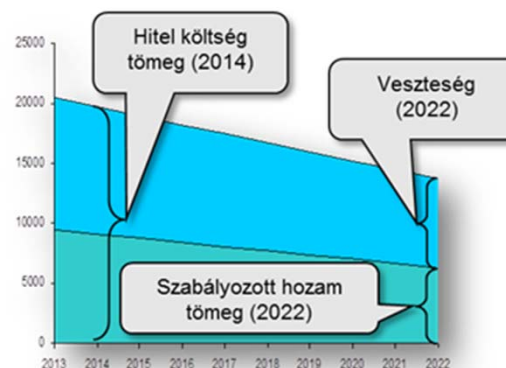 Hitel költség
tömeg (2014)
Veszteség
(2022)
Szabályozott hozam
tömeg (2022)
25000
20000
15000
10000
5000
0
2013 2014 2015 2016 2017 2018 2019 2020 2021 2022